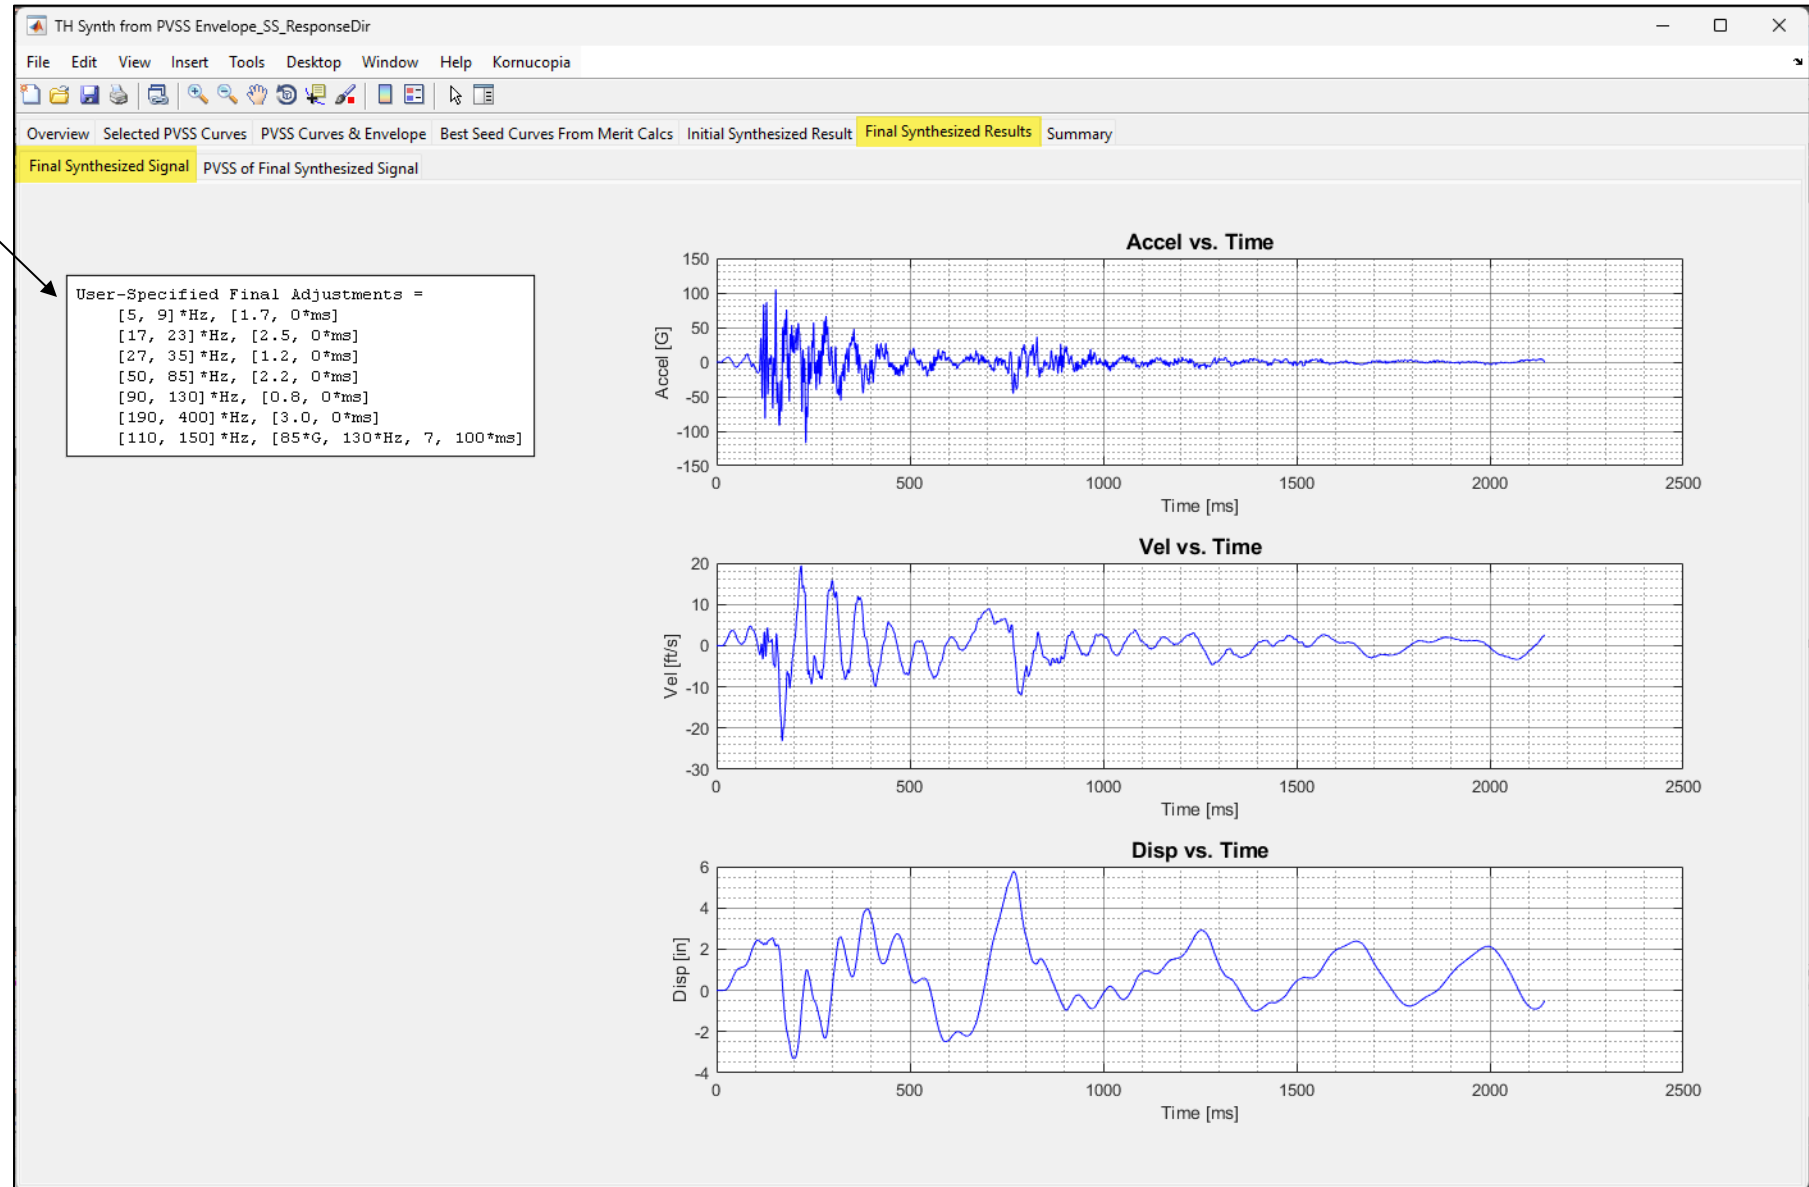 TH Synth from PVSS Envelope_SS_ResponseDir
File Edit View Insert Tools Desktop Window Help Kornucopia
Overview Selected PVSS Curves PVSS Curves & Envelope Best Seed Curves From Merit Calcs Initial Synthesized Result Final Synthesized Results Summary
Final Synthesized Signal PVSS of Final Synthesized Signal
User-Specified Final Adjustments =
[5, 9]*Hz, [1.7, 0*ms]
[17, 23]*Hz, [2.5, 0*ms]
[27, 35]*Hz, [1.2, 0*ms]
[50, 85]*Hz, [2.2, 0*ms]
[90, 130]*Hz, [0.8, 0*ms]
[190, 400]*Hz, [3.0, 0*ms]
[110, 150]*Hz, [85*G, 130*Hz, 7, 100*ms]
Accel vs. Time
Accel [G]
150
100
50
0
-50
-100
-150
0 500 1000 1500 2000 2500
Time [ms]
Vel vs. Time
Vel [ft/s]
20
10
0
-10
-20
-30
0 500 1000 1500 2000 2500
Time [ms]
Disp vs. Time
Disp [in]
6
4
2
0
-2
-4
0 500 1000 1500 2000 2500
Time [ms]